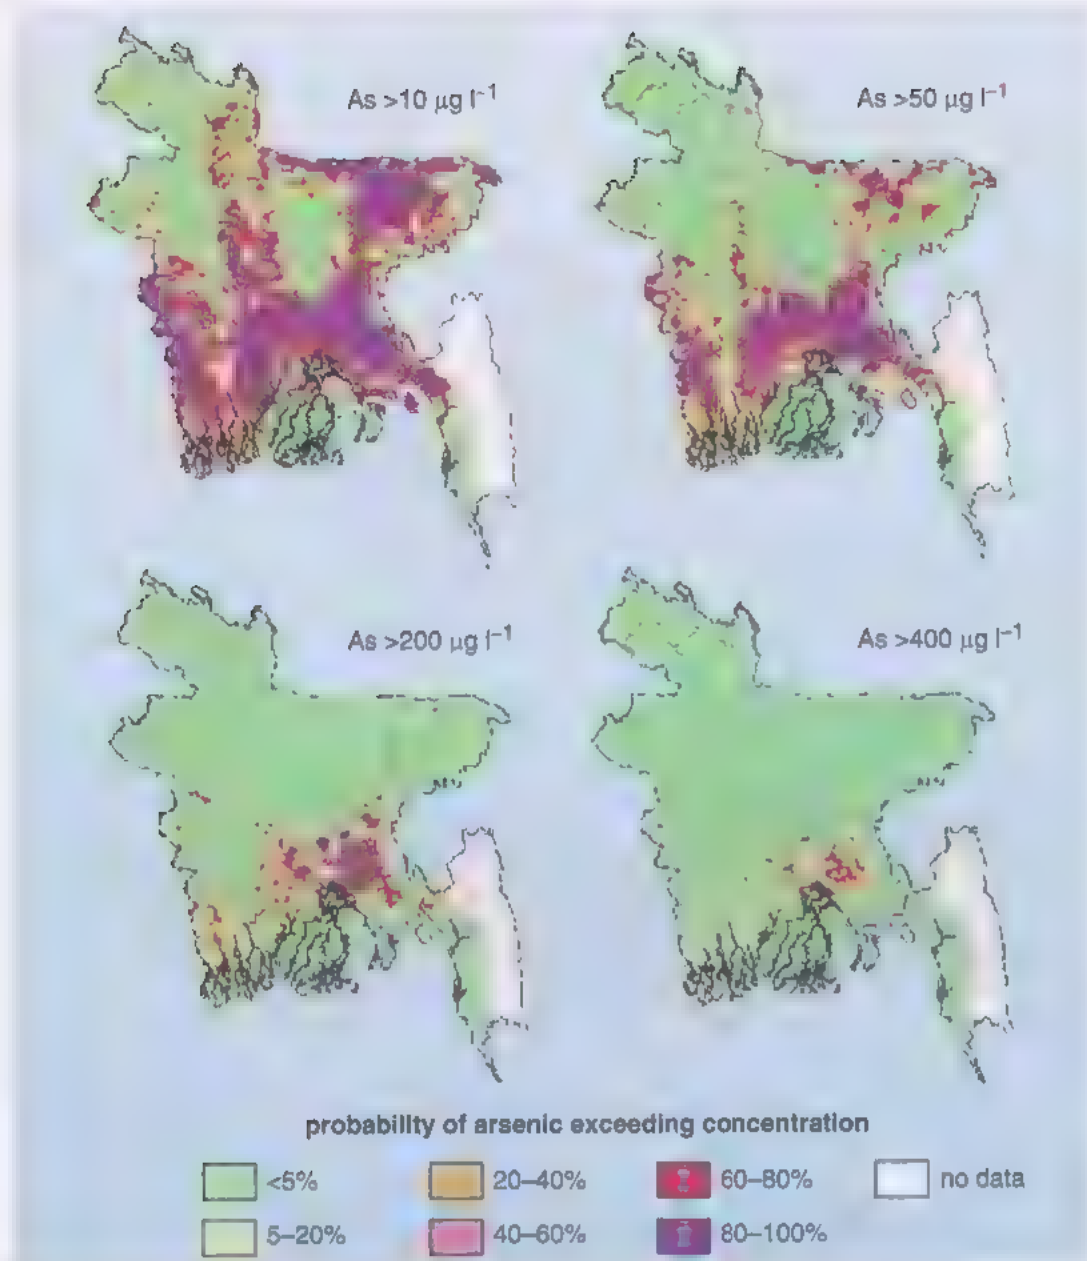 As >10 μg l⁻¹
As >50 μg l⁻¹
As >200 μg l⁻¹
As >400 μg l⁻¹
probability of arsenic exceeding concentration
<5%
20–40%
60–80%
no data
5–20%
40–60%
80–100%